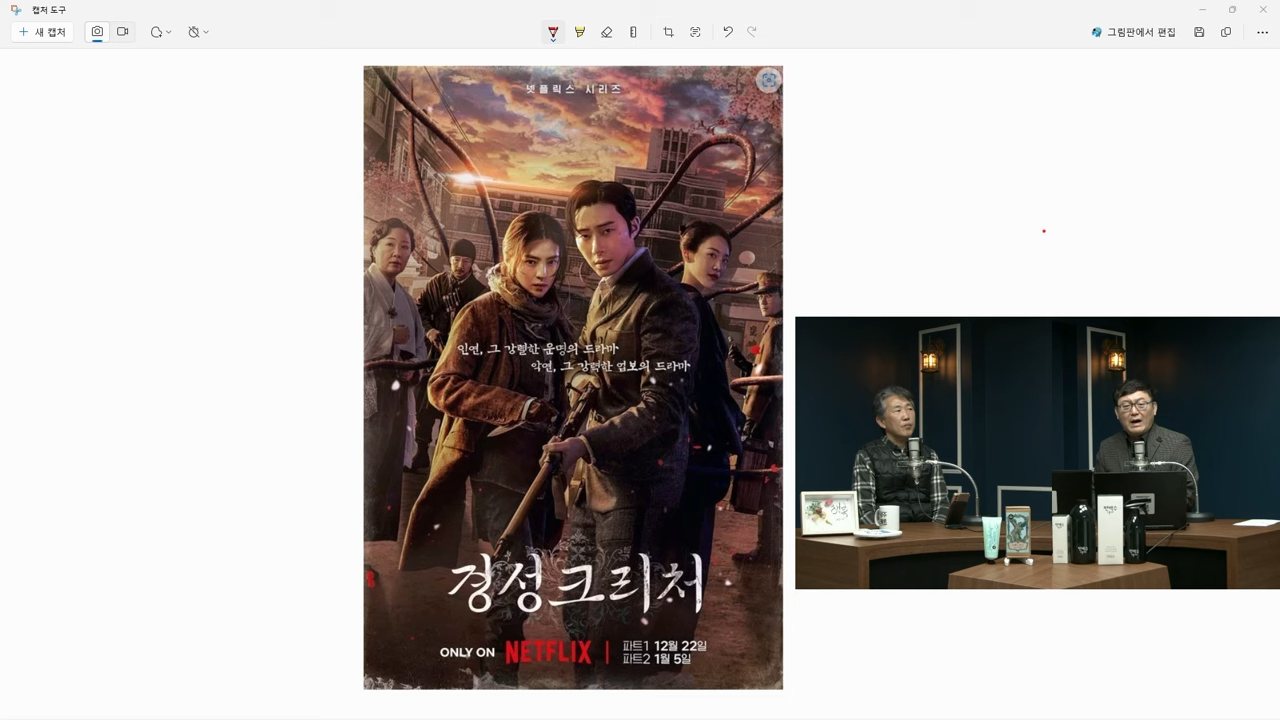 캡처 도구
새 캡처
그림판에서 편집
넷플릭스 시리즈
인연, 그 강렬한 운명의 드라마
악연, 그 강력한 업보의 드라마
경성크리처
ONLY ON NETFLIX
파트1 12월 22일
파트2 1월 5일